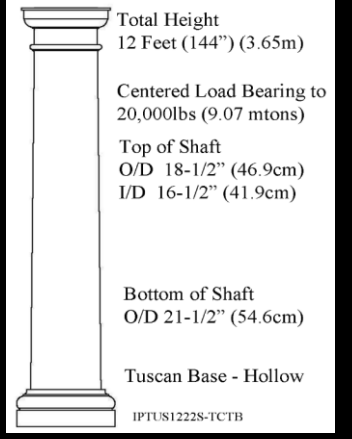 Total Height
12 Feet (144”) (3.65m)
Centered Load Bearing to
20,000lbs (9.07 mtons)
Top of Shaft
O/D 18-1/2” (46.9cm)
I/D 16-1/2” (41.9cm)
Bottom of Shaft
O/D 21-1/2” (54.6cm)
Tuscan Base - Hollow
IPTUS1222S-TCTB